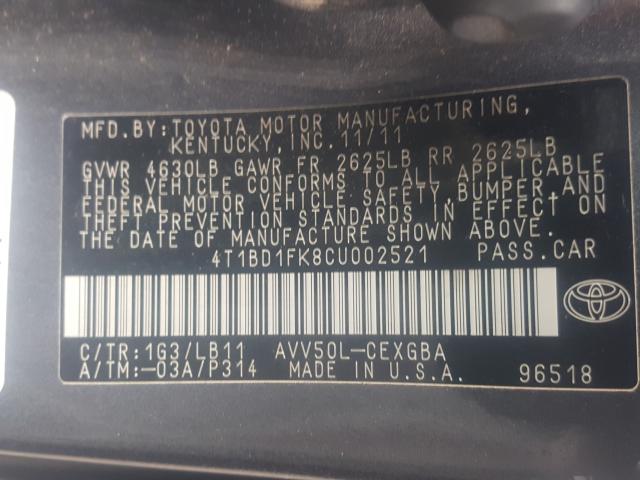 MFD.BY:TOYOTA MOTOR MANUFACTURING,
KENTUCKY,INC.11/11
GVWR 4630LB GAWR FR 2625LB RR 2625LB
THIS VEHICLE CONFORMS TO ALL APPLICABLE
FEDERAL MOTOR VEHICLE SAFETY,BUMPER,AND
THEFT PREVENTION STANDARDS IN EFFECT ON
THE DATE OF MANUFACTURE SHOWN ABOVE.
4T1BD1FK8CU002521 PASS.CAR
C/TR:1G3/LB11 AVV50L-CEXGBA
A/TM:-03A/P314 MADE IN U.S.A. 96518